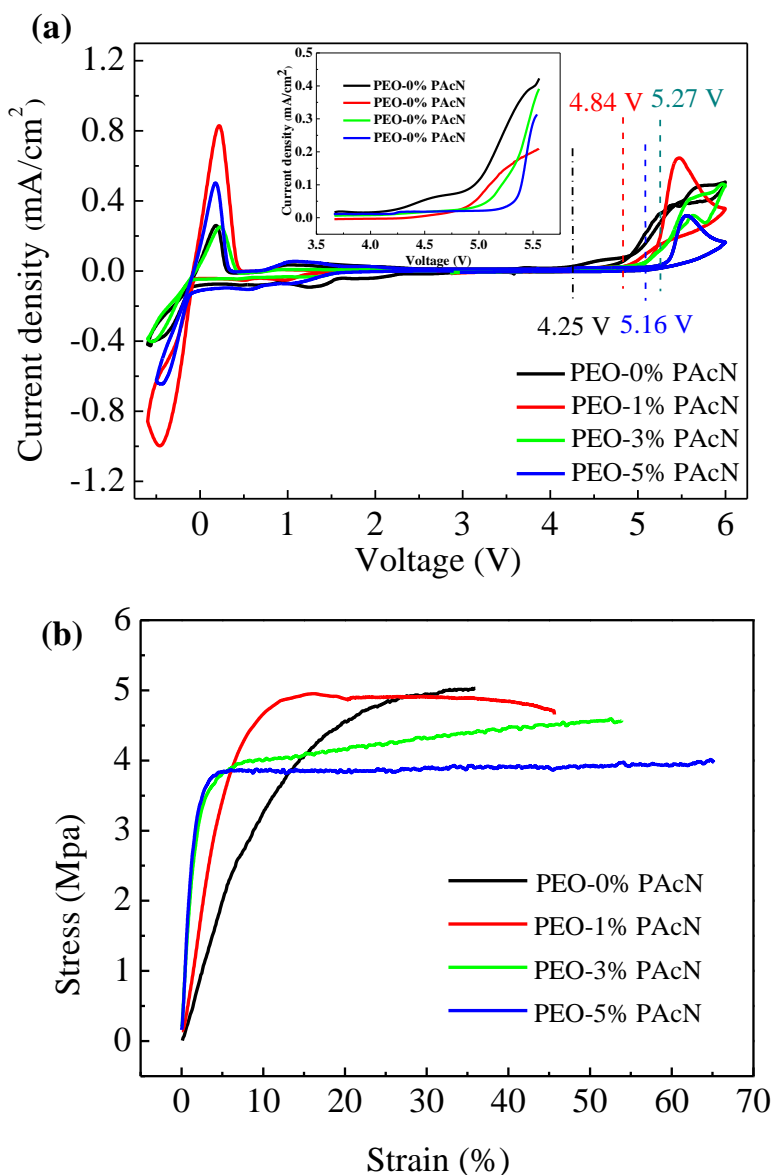 (a)
Current density (mA/cm²)
1.2
0.8
0.4
0.0
-0.4
-0.8
-1.2
0 1 2 3 4 5 6
Voltage (V)
Current density (mA/cm²)
0.5
0.4
0.3
0.2
0.1
0.0
3.5 4.0 4.5 5.0 5.5
Voltage (V)
PEO-0% PAcN
PEO-0% PAcN
PEO-0% PAcN
PEO-0% PAcN
4.84 V 5.27 V
4.25 V 5.16 V
PEO-0% PAcN
PEO-1% PAcN
PEO-3% PAcN
PEO-5% PAcN
(b)
Stress (Mpa)
6
5
4
3
2
1
0
PEO-0% PAcN
PEO-1% PAcN
PEO-3% PAcN
PEO-5% PAcN
0 10 20 30 40 50 60 70
Strain (%)